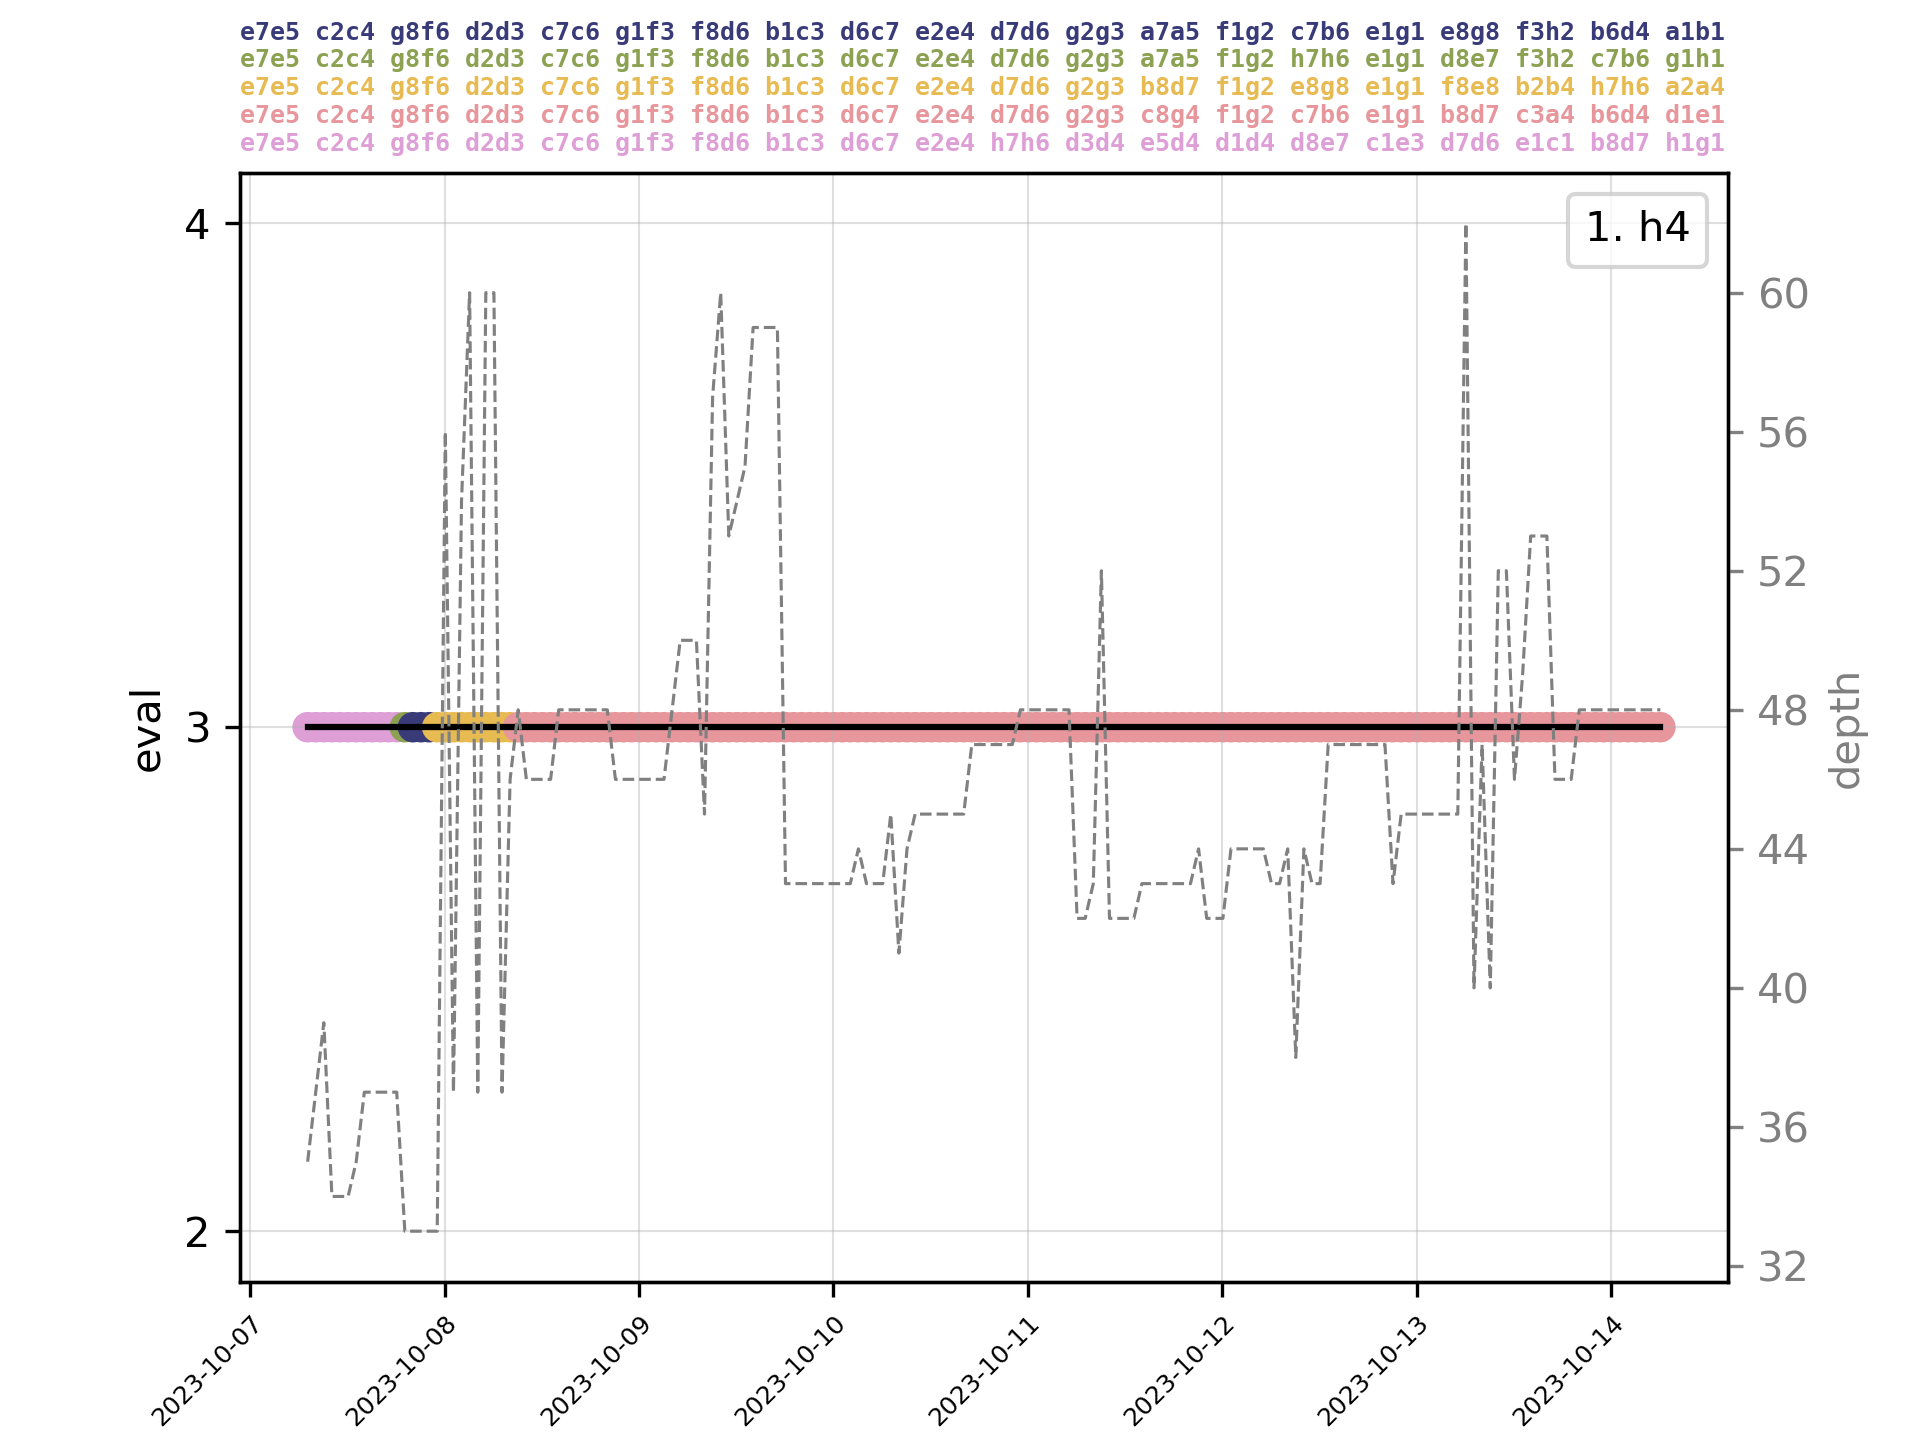 e7e5 c2c4 g8f6 d2d3 c7c6 g1f3 f8d6 b1c3 d6c7 e2e4 d7d6 g2g3 a7a5 f1g2 c7b6 e1g1 e8g8 f3h2 b6d4 a1b1
e7e5 c2c4 g8f6 d2d3 c7c6 g1f3 f8d6 b1c3 d6c7 e2e4 d7d6 g2g3 a7a5 f1g2 h7h6 e1g1 d8e7 f3h2 c7b6 g1h1
e7e5 c2c4 g8f6 d2d3 c7c6 g1f3 f8d6 b1c3 d6c7 e2e4 d7d6 g2g3 b8d7 f1g2 e8g8 e1g1 f8e8 b2b4 h7h6 a2a4
e7e5 c2c4 g8f6 d2d3 c7c6 g1f3 f8d6 b1c3 d6c7 e2e4 d7d6 g2g3 c8g4 f1g2 c7b6 e1g1 b8d7 c3a4 b6d4 d1e1
e7e5 c2c4 g8f6 d2d3 c7c6 g1f3 f8d6 b1c3 d6c7 e2e4 h7h6 d3d4 e5d4 d1d4 d8e7 c1e3 d7d6 e1c1 b8d7 h1g1
1. h4
4
3
2
eval
60
56
52
48
44
40
36
32
depth
2023-10-07
2023-10-08
2023-10-09
2023-10-10
2023-10-11
2023-10-12
2023-10-13
2023-10-14